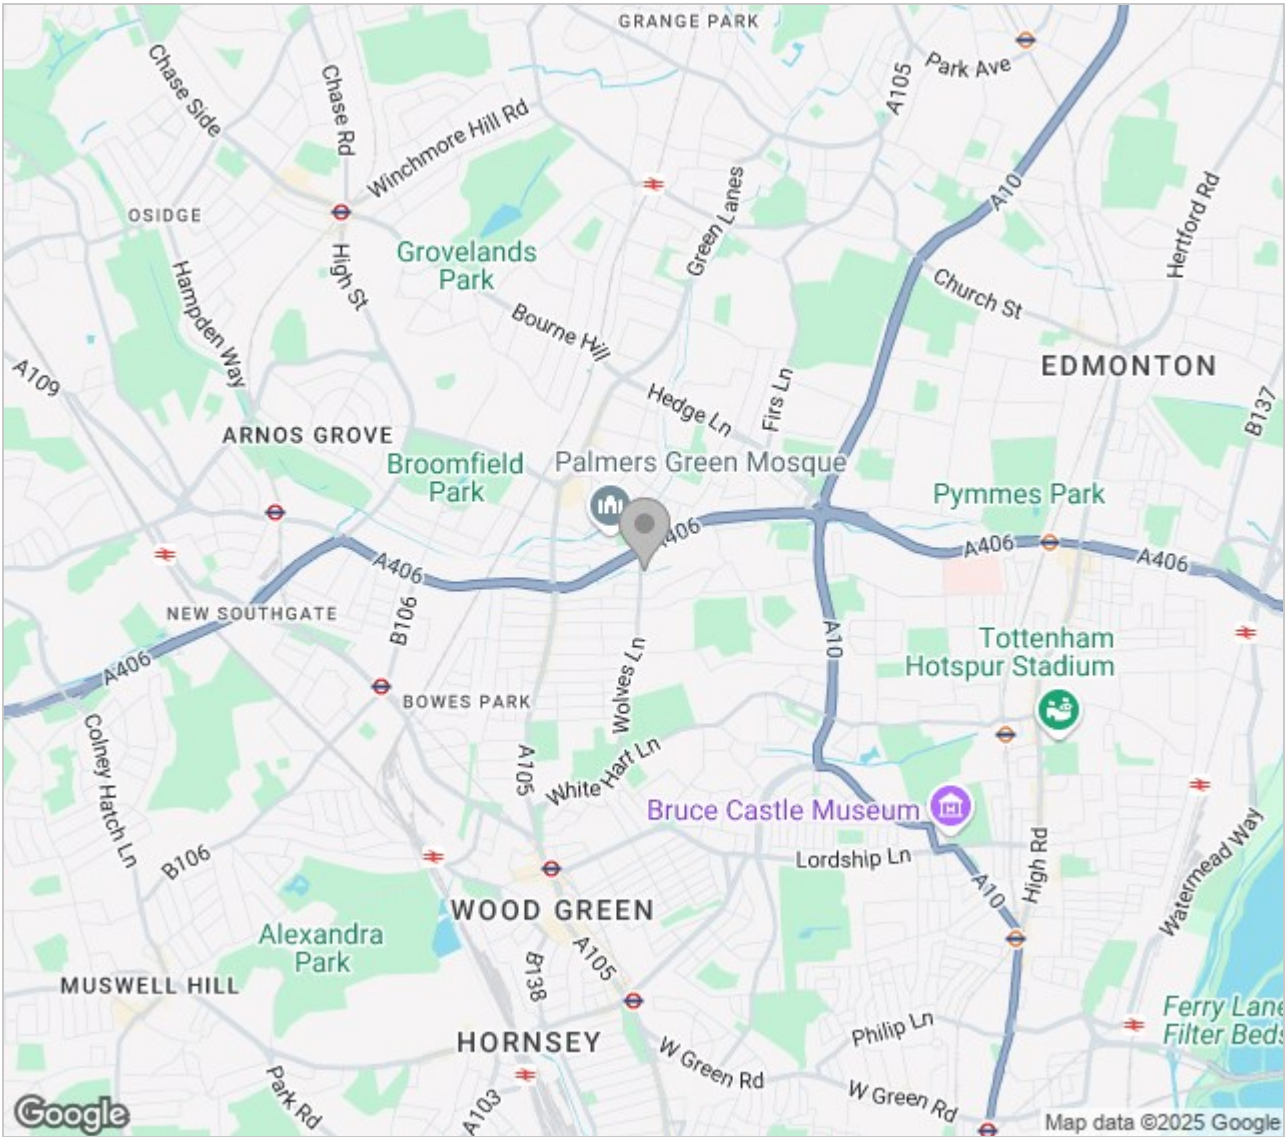 GRANGE PARK
Chase Side
Chase Rd
Winchmore Hill Rd
A105
Park Ave
A10
Green Lanes
Hertford Rd
OSIDGE
High St
Grovelands
Park
Hampden Way
Bourne Hill
Church St
A109
EDMONTON
Hedge Ln
Firs Ln
B137
ARNOS GROVE
Broomfield
Park
Palmers Green Mosque
Pymmes Park
A406
A406
A406
A406
NEW SOUTHGATE
B106
A10
Tottenham
Hotspur Stadium
A406
BOWES PARK
Wolves Ln
Colney Hatch Ln
A105
White Hart Ln
Bruce Castle Museum
B106
Lordship Ln
High Rd
Watermead Way
A10
WOOD GREEN
Alexandra
Park
A105
B138
MUSWELL HILL
Ferry Lane
Filter Beds
Philip Ln
HORNSEY
W Green Rd
W Green Rd
Park Rd
A103
Google
Map data ©2025 Google